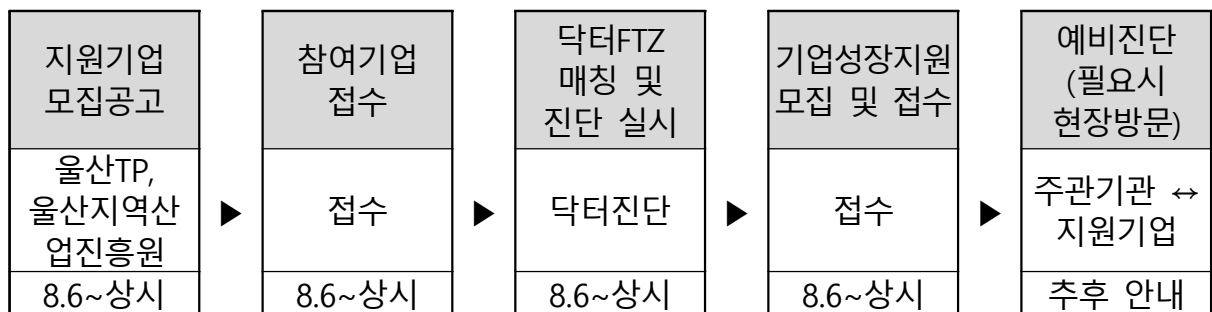 지원기업
모집공고
울산TP,
울산지역산
업진흥원
8.6~상시
▶
참여기업
접수
접수
8.6~상시
▶
닥터FTZ
매칭 및
진단 실시
닥터진단
8.6~상시
▶
기업성장지원
모집 및 접수
접수
8.6~상시
▶
예비진단
(필요시
현장방문)
주관기관 ↔
지원기업
추후 안내